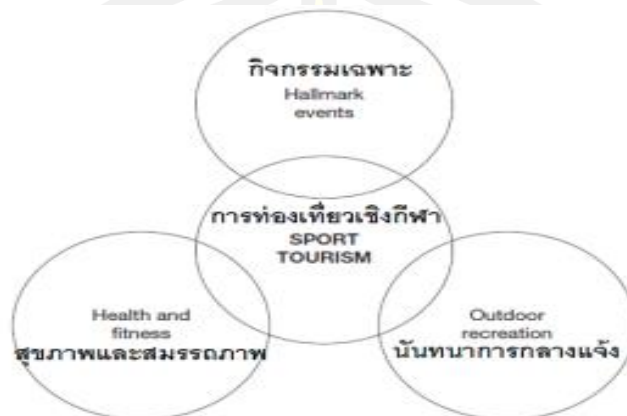 กิจกรรมเฉพาะ
Hallmark
events
การท่องเที่ยวเชิงกีฬา
SPORT
TOURISM
Health and
fitness
สุขภาพและสมรรถภาพ
Outdoor
recreation
นันทนาการกลางแจ้ง